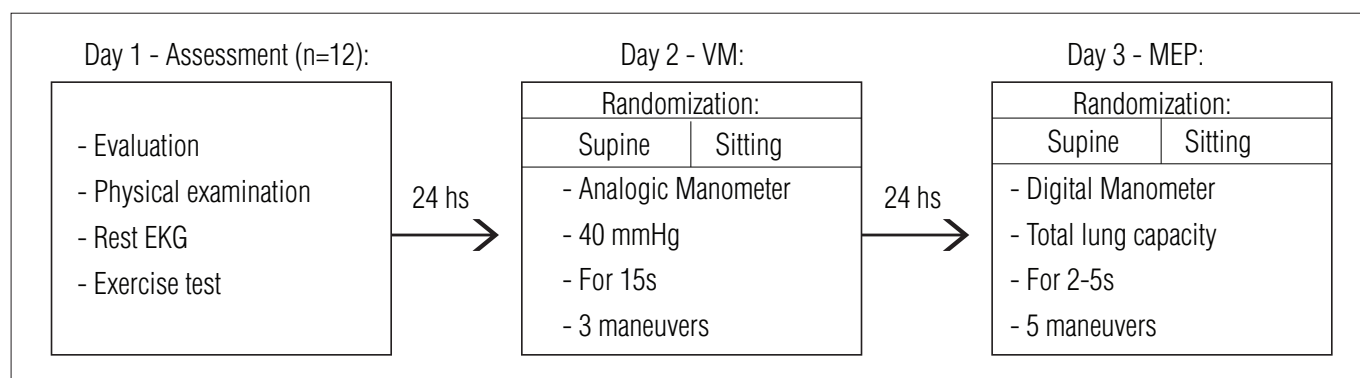 Day 1 - Assessment (n=12):
- Evaluation
- Physical examination
- Rest EKG
- Exercise test
24 hs
Day 2 - VM:
Randomization:
Supine Sitting
- Analogic Manometer
- 40 mmHg
- For 15s
- 3 maneuvers
24 hs
Day 3 - MEP:
Randomization:
Supine Sitting
- Digital Manometer
- Total lung capacity
- For 2-5s
- 5 maneuvers